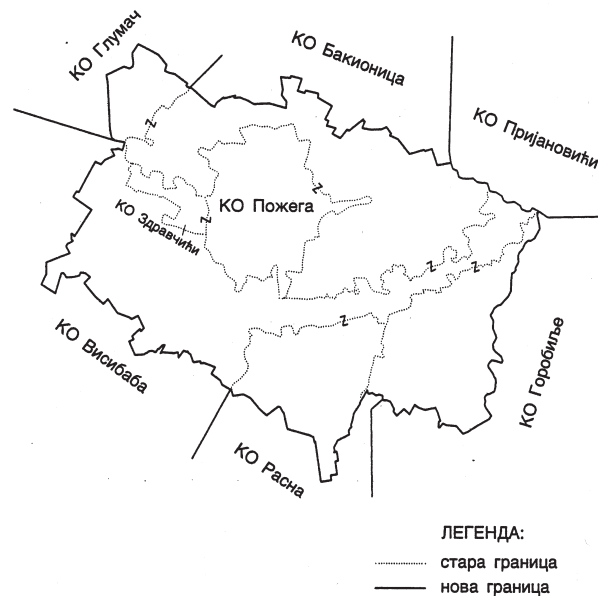 КО Глумач
КО Бакионица
КО Пријановићи
КО Пожега
КО Здравчићи
КО Висибаба
КО Горобиље
КО Расна
ЛЕГЕНДА:
стара граница
нова граница